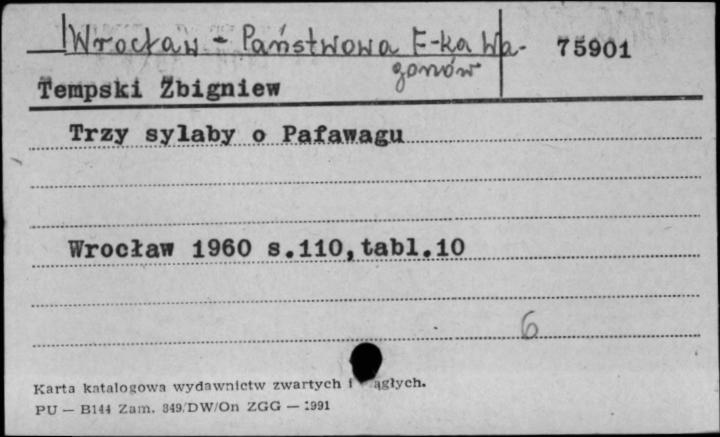 Wrocław - Państwowa F-ka Wa- 75901
gonów
Tempski Zbigniew
Trzy sylaby o Pafawagu
Wrocław 1960 s.110,tabl.10
6
Karta katalogowa wydawnictw zwartych i ągłych.
PU — B144 Zam. 849/DW/On ZGG — 1991